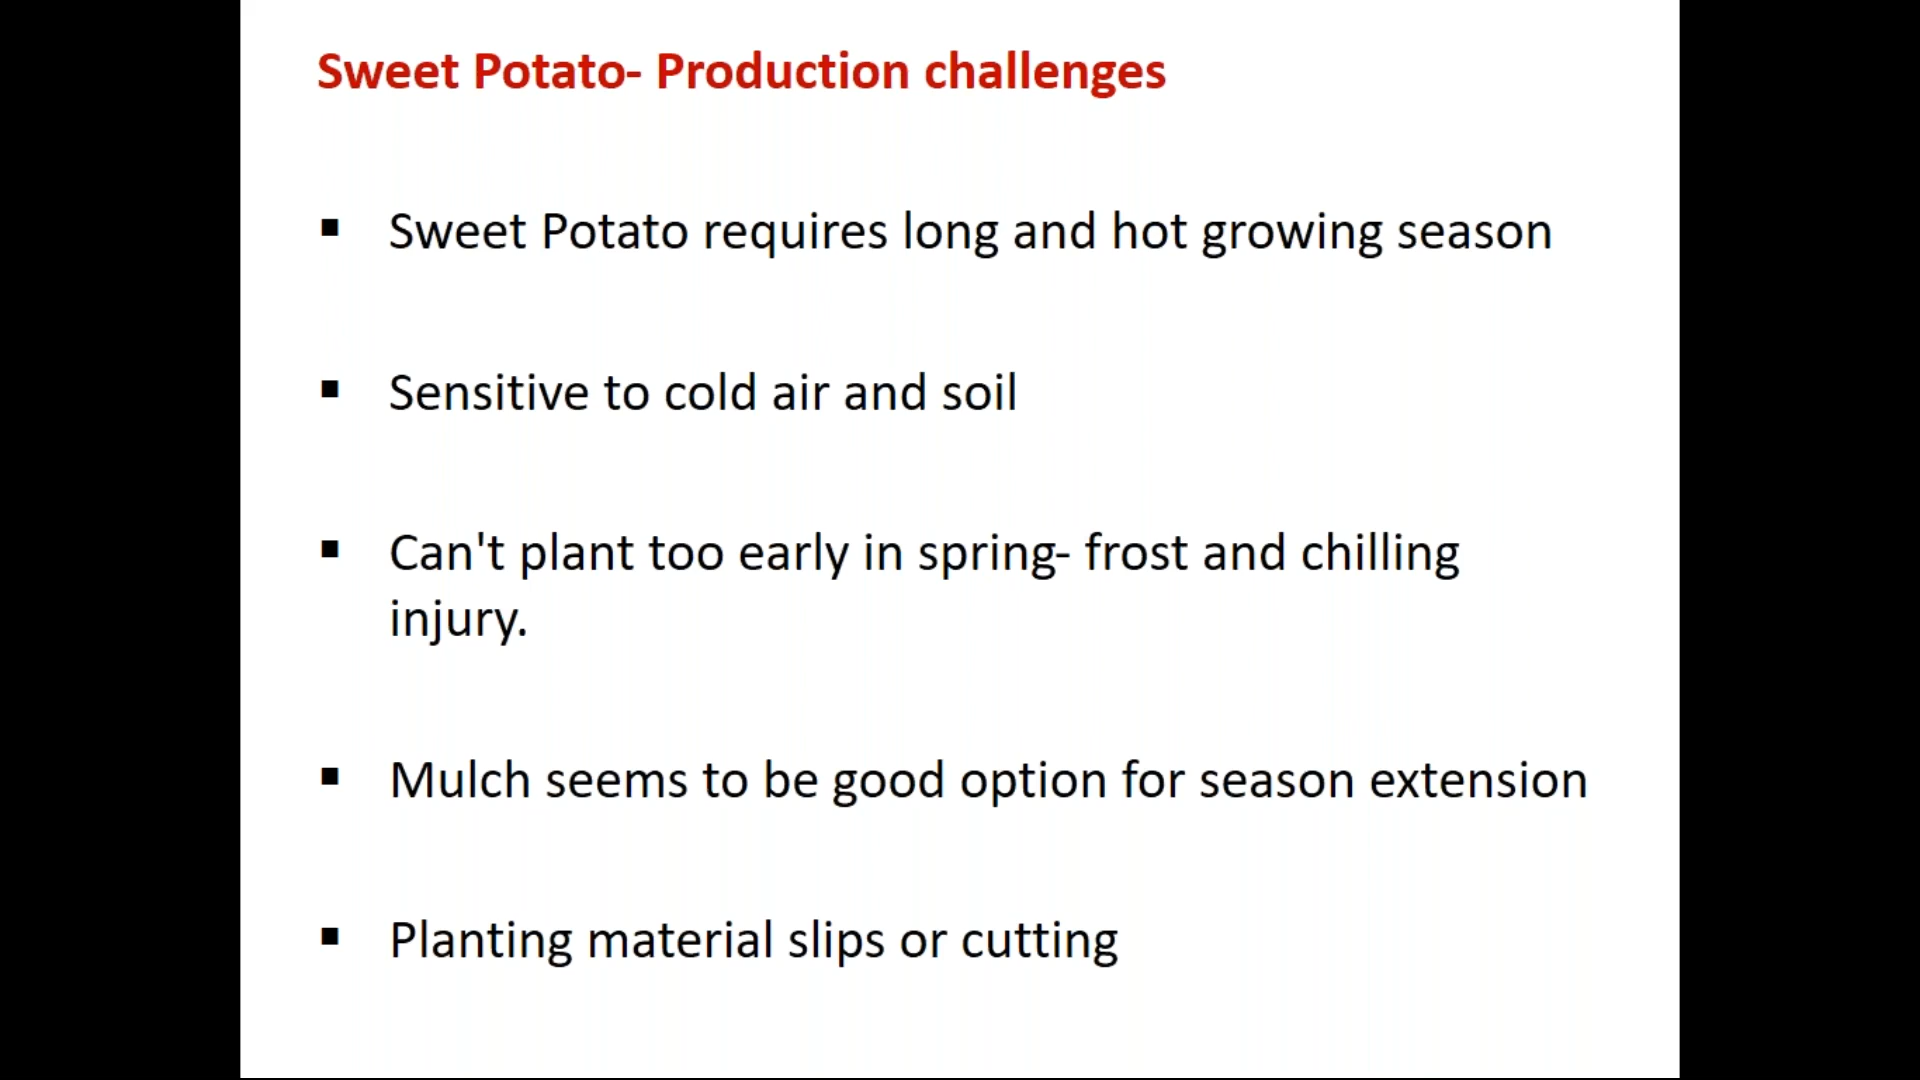 Sweet Potato- Production challenges
▪ Sweet Potato requires long and hot growing season
▪ Sensitive to cold air and soil
▪ Can't plant too early in spring- frost and chilling
injury.
▪ Mulch seems to be good option for season extension
▪ Planting material slips or cutting